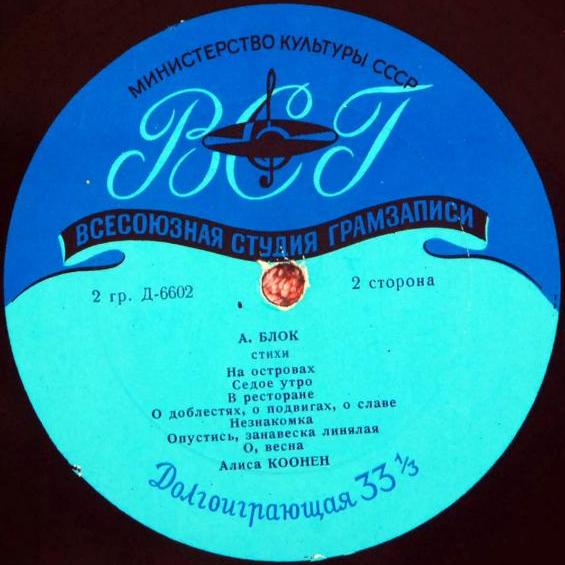 МИНИСТЕРСТВО КУЛЬТУРЫ СССР
ВСГ
ВСЕСОЮЗНАЯ СТУДИЯ ГРАМЗАПИСИ
2 гр. Д-6602
2 сторона
А. БЛОК
СТИХИ
На островах
Седое утро
В ресторане
О доблестях, о подвигах, о славе
Незнакомка
Опустись, занавеска линялая
О, весна
Алиса КООНЕН
Долгоиграющая 33 1/3